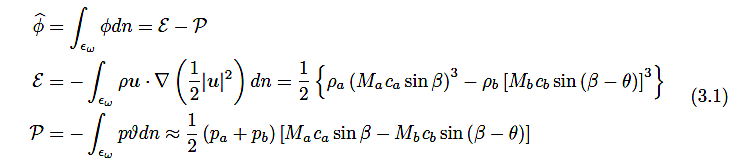 $\widehat{\phi} = \int_{\epsilon_\omega} \phi dn = \mathcal{E} - \mathcal{P}$
$\mathcal{E} = -\int_{\epsilon_\omega} \rho u \cdot \nabla \left( \frac{1}{2} |u|^2 \right) dn = \frac{1}{2} \left\{ \rho_a \left( M_a c_a \sin \beta \right)^3 - \rho_b \left[ M_b c_b \sin \left( \beta - \theta \right) \right]^3 \right\}$ (3.1)
$\mathcal{P} = -\int_{\epsilon_\omega} p \vartheta dn \approx \frac{1}{2} \left( p_a + p_b \right) \left[ M_a c_a \sin \beta - M_b c_b \sin \left( \beta - \theta \right) \right]$